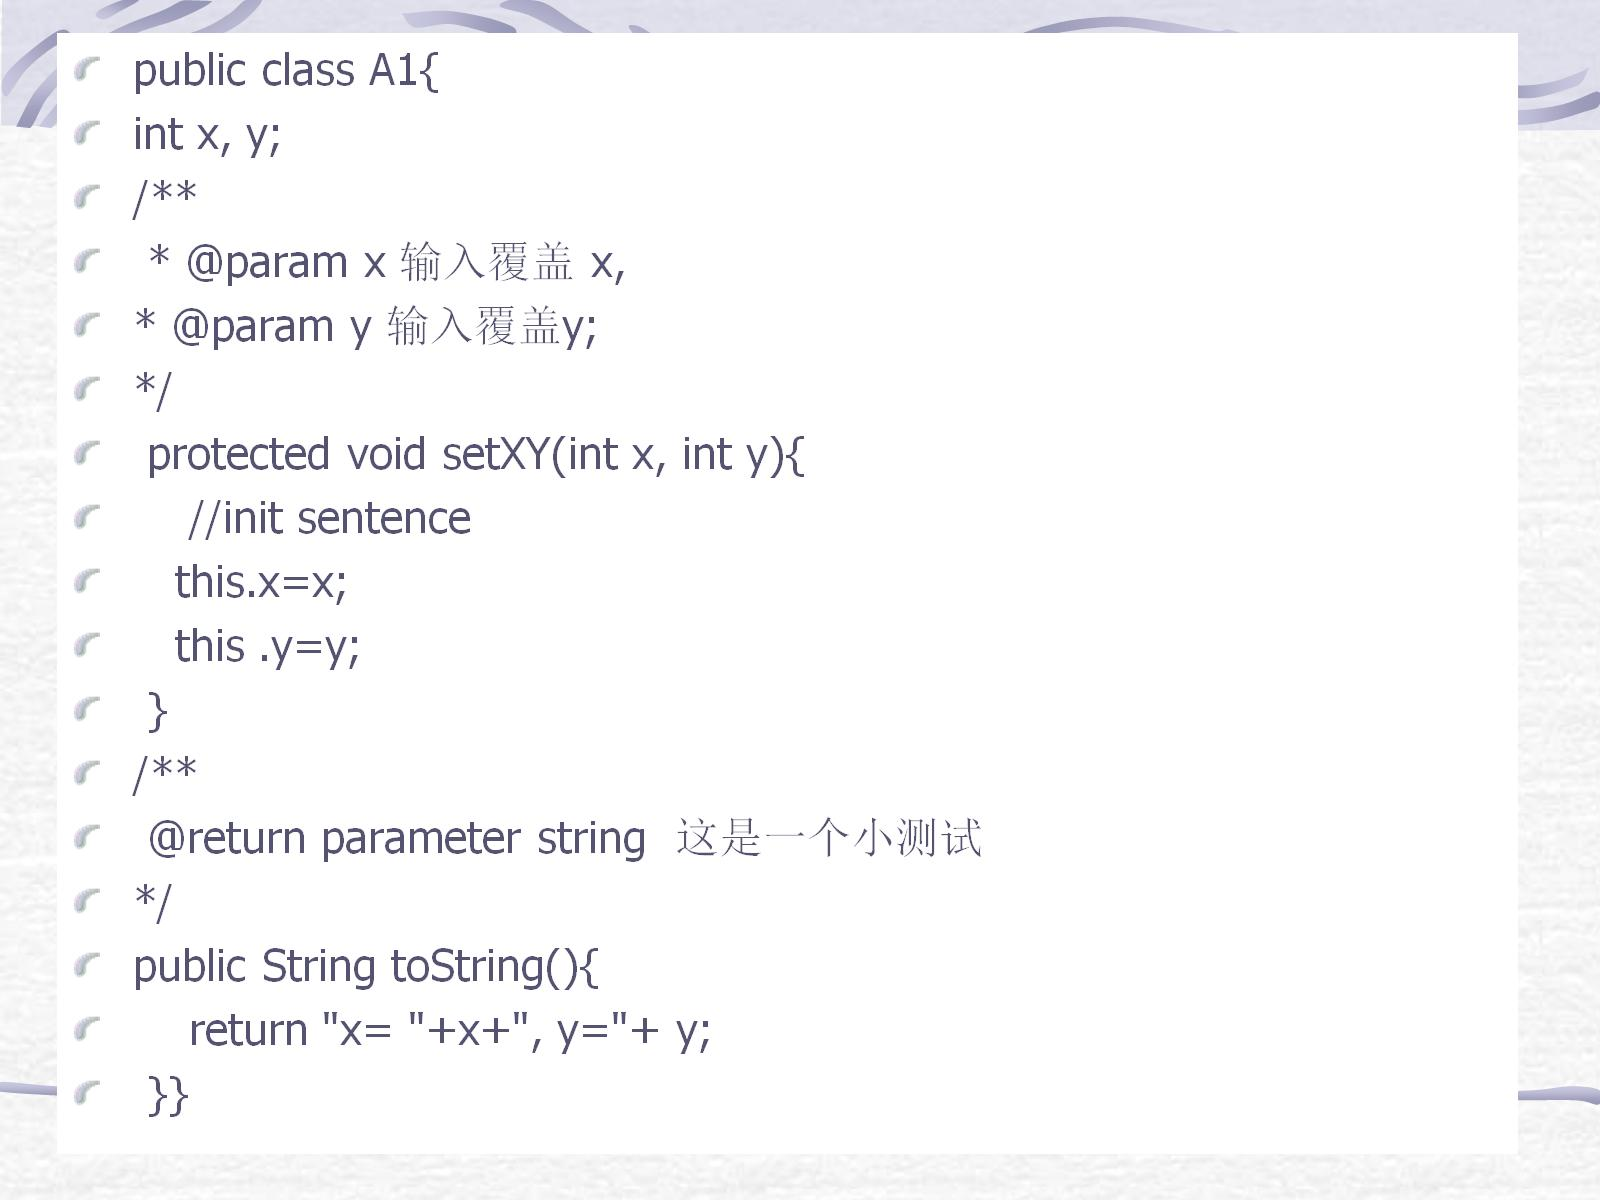 public class A1{
int x, y;
/**
* @param x 输入覆盖 x,
* @param y 输入覆盖y;
*/
protected void setXY(int x, int y){
//init sentence
this.x=x;
this .y=y;
}
/**
@return parameter string 这是一个小测试
*/
public String toString(){
return "x= "+x+", y="+ y;
}}